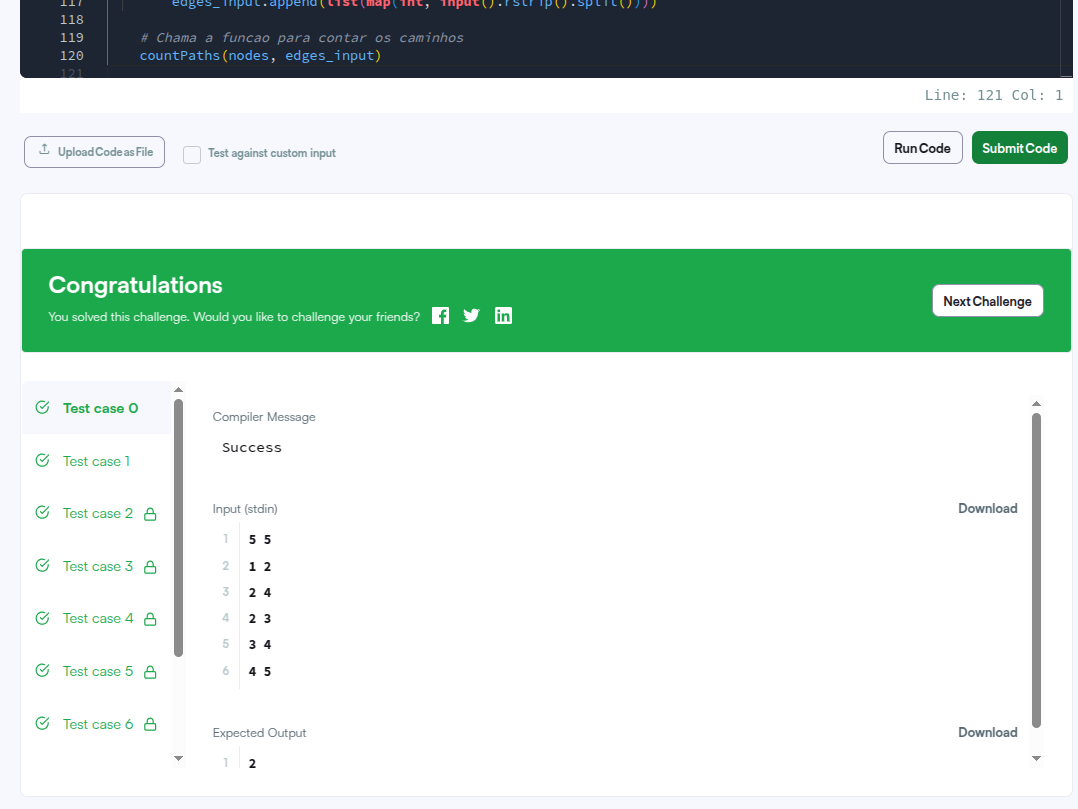 117 edges_input.append(list(map(int, input().rstrip().split())))
118
119 # Chama a funcao para contar os caminhos
120 countPaths(nodes, edges_input)
121
Line: 121 Col: 1
Upload Code as File
Test against custom input
Run Code
Submit Code
Congratulations
You solved this challenge. Would you like to challenge your friends?
Next Challenge
Test case 0
Test case 1
Test case 2
Test case 3
Test case 4
Test case 5
Test case 6
Compiler Message
Success
Input (stdin)
Download
1 5 5
2 1 2
3 2 4
4 2 3
5 3 4
6 4 5
Expected Output
Download
1 2